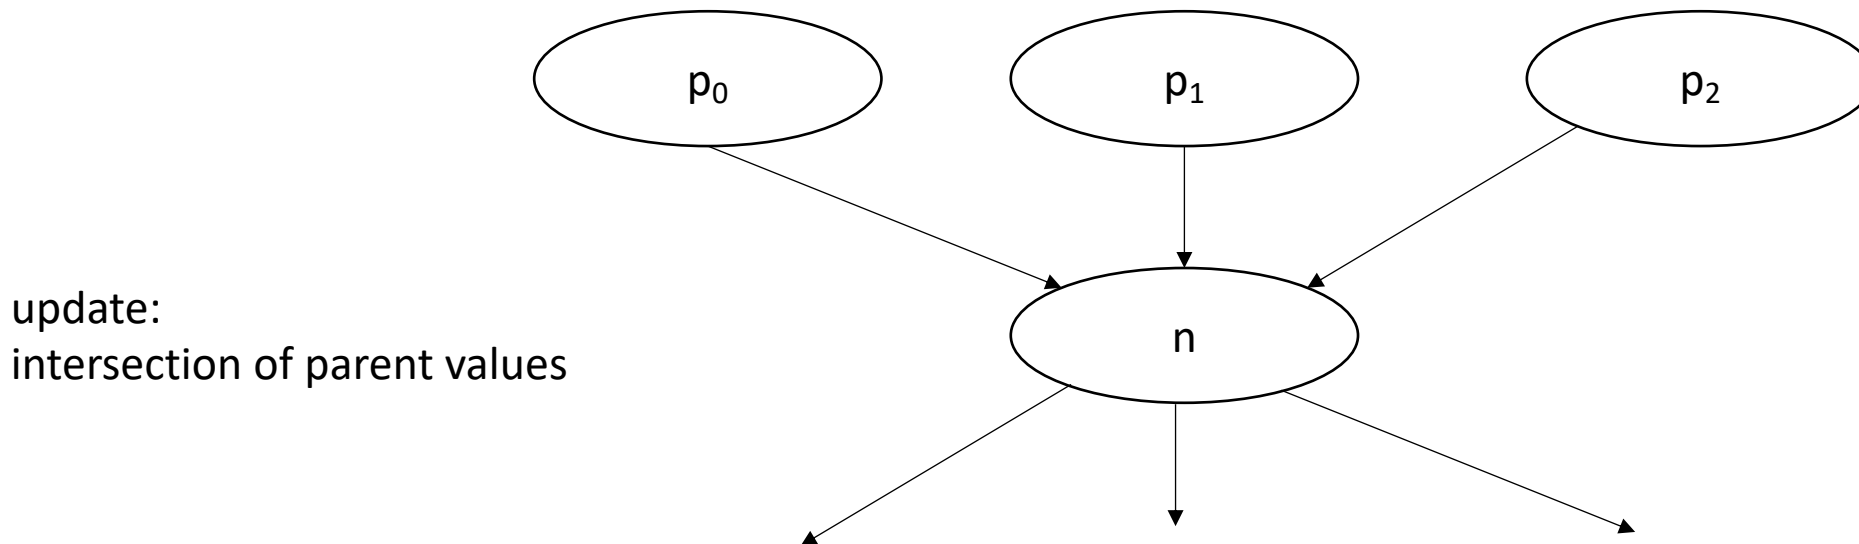 p₀ p₁ p₂
update:
n
intersection of parent values